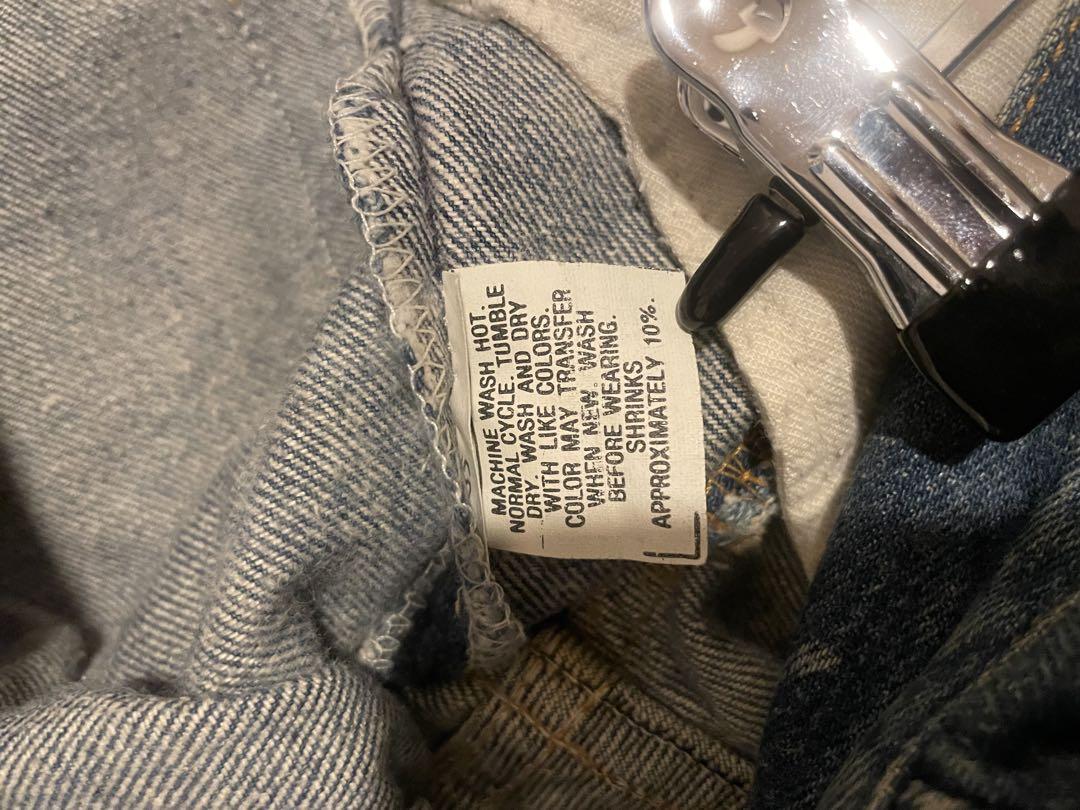 MACHINE WASH HOT.
NORMAL CYCLE. TUMBLE
DRY. WASH AND DRY
WITH LIKE COLORS.
COLOR MAY TRANSFER
WHEN NEW. WASH
BEFORE WEARING.
SHRINKS
APPROXIMATELY 10%.